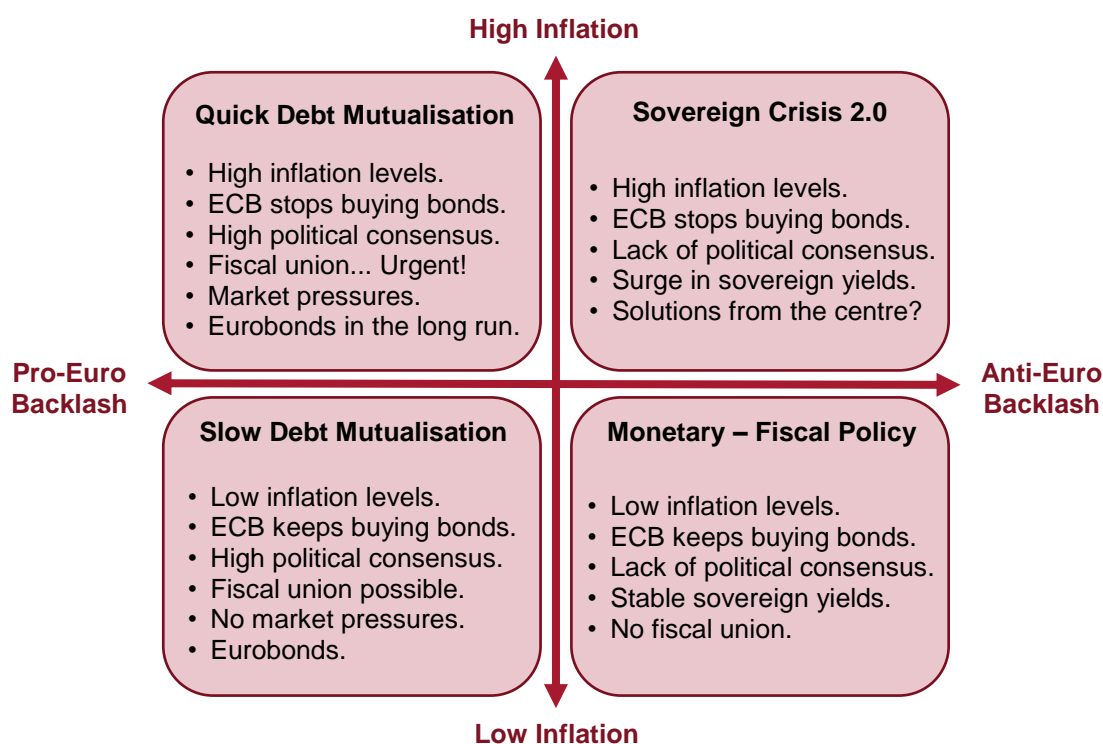 High Inflation
Quick Debt Mutualisation
• High inflation levels.
• ECB stops buying bonds.
• High political consensus.
• Fiscal union... Urgent!
• Market pressures.
• Eurobonds in the long run.
Sovereign Crisis 2.0
• High inflation levels.
• ECB stops buying bonds.
• Lack of political consensus.
• Surge in sovereign yields.
• Solutions from the centre?
Pro-Euro
Backlash
Anti-Euro
Backlash
Slow Debt Mutualisation
• Low inflation levels.
• ECB keeps buying bonds.
• High political consensus.
• Fiscal union possible.
• No market pressures.
• Eurobonds.
Monetary – Fiscal Policy
• Low inflation levels.
• ECB keeps buying bonds.
• Lack of political consensus.
• Stable sovereign yields.
• No fiscal union.
Low Inflation